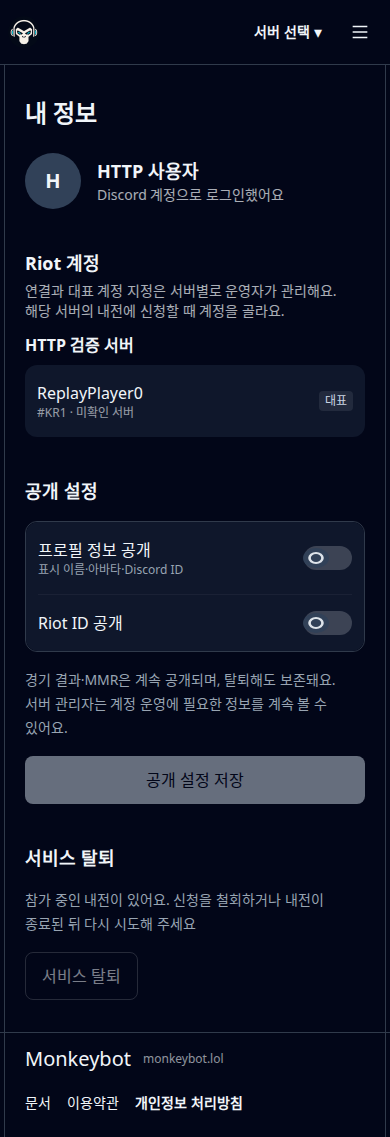 서버 선택 ▾
내 정보
H
HTTP 사용자
Discord 계정으로 로그인했어요
Riot 계정
연결과 대표 계정 지정은 서버별로 운영자가 관리해요.
해당 서버의 내전에 신청할 때 계정을 골라요.
HTTP 검증 서버
ReplayPlayer0
대표
#KR1 · 미확인 서버
공개 설정
프로필 정보 공개
표시 이름·아바타·Discord ID
Riot ID 공개
경기 결과·MMR은 계속 공개되며, 탈퇴해도 보존돼요.
서버 관리자는 계정 운영에 필요한 정보를 계속 볼 수
있어요.
공개 설정 저장
서비스 탈퇴
참가 중인 내전이 있어요. 신청을 철회하거나 내전이
종료된 뒤 다시 시도해 주세요
서비스 탈퇴
Monkeybot monkeybot.lol
문서 이용약관 개인정보 처리방침